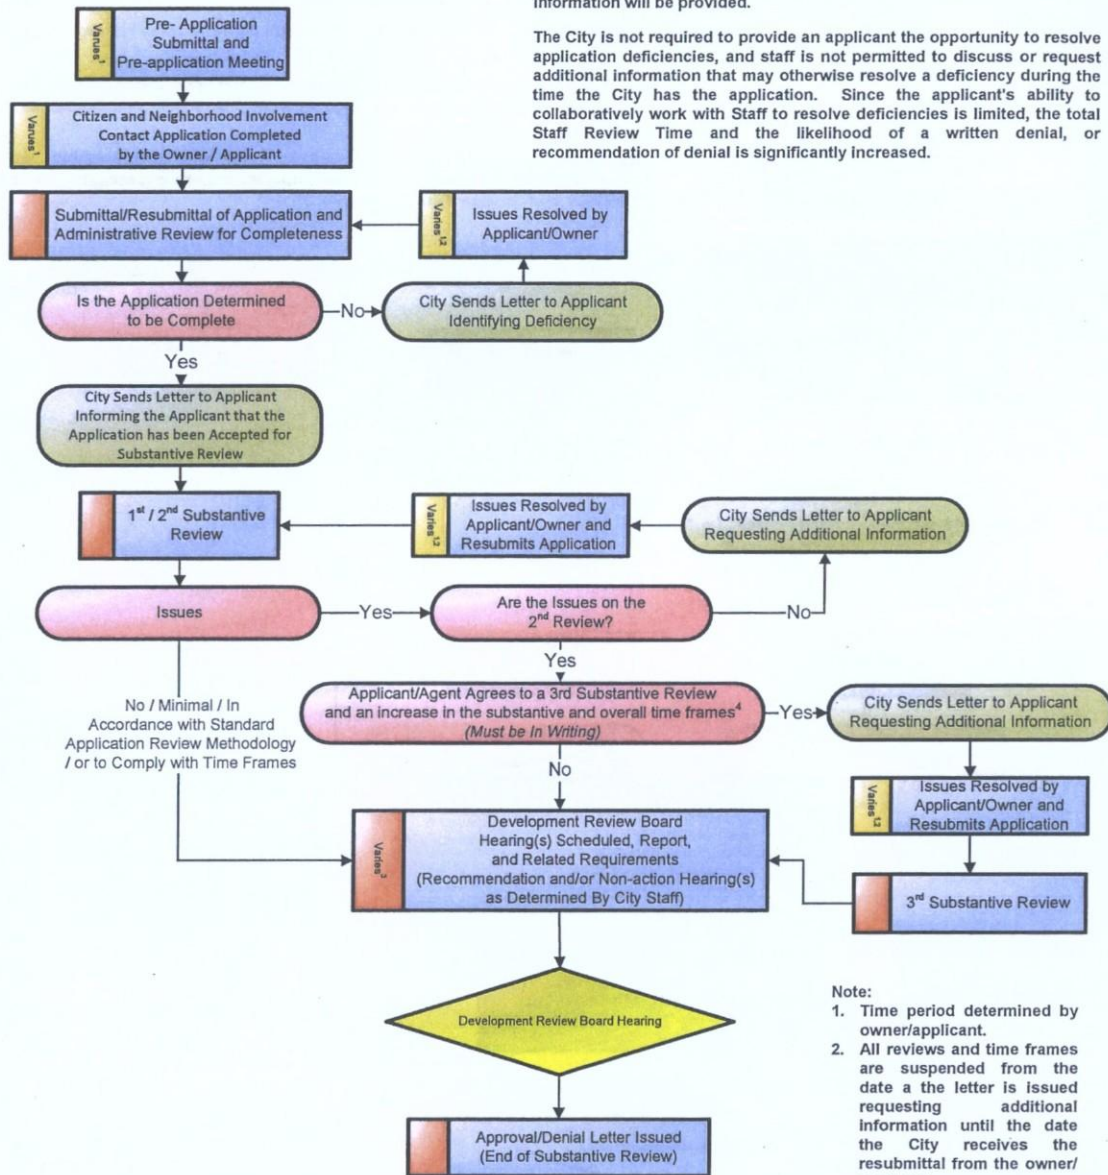 Information will be provided.
The City is not required to provide an applicant the opportunity to resolve
application deficiencies, and staff is not permitted to discuss or request
additional information that may otherwise resolve a deficiency during the
time the City has the application. Since the applicant's ability to
collaboratively work with Staff to resolve deficiencies is limited, the total
Staff Review Time and the likelihood of a written denial, or
recommendation of denial is significantly increased.
Varues¹
Pre- Application
Submittal and
Pre-application Meeting
Varues¹
Citizen and Neighborhood Involvement
Contact Application Completed
by the Owner / Applicant
Submittal/Resubmittal of Application and
Administrative Review for Completeness
Varies¹·²
Issues Resolved by
Applicant/Owner
Is the Application Determined
to be Complete
No
City Sends Letter to Applicant
Identifying Deficiency
Yes
City Sends Letter to Applicant
Informing the Applicant that the
Application has been Accepted for
Substantive Review
1st / 2nd Substantive
Review
Varies¹·²
Issues Resolved by
Applicant/Owner and
Resubmits Application
City Sends Letter to Applicant
Requesting Additional Information
Issues
Yes
Are the Issues on the
2nd Review?
No
Yes
No / Minimal / In
Accordance with Standard
Application Review Methodology
/ or to Comply with Time Frames
Applicant/Agent Agrees to a 3rd Substantive Review
and an increase in the substantive and overall time frames⁴
(Must be In Writing)
Yes
City Sends Letter to Applicant
Requesting Additional Information
No
Varies¹·²
Issues Resolved by
Applicant/Owner and
Resubmits Application
Varies³
Development Review Board
Hearing(s) Scheduled, Report,
and Related Requirements
(Recommendation and/or Non-action Hearing(s)
as Determined By City Staff)
3rd Substantive Review
Development Review Board Hearing
Approval/Denial Letter Issued
(End of Substantive Review)
Note:
1. Time period determined by
owner/applicant.
2. All reviews and time frames
are suspended from the
date a the letter is issued
requesting additional
information until the date
the City receives the
resubmittal from the owner/